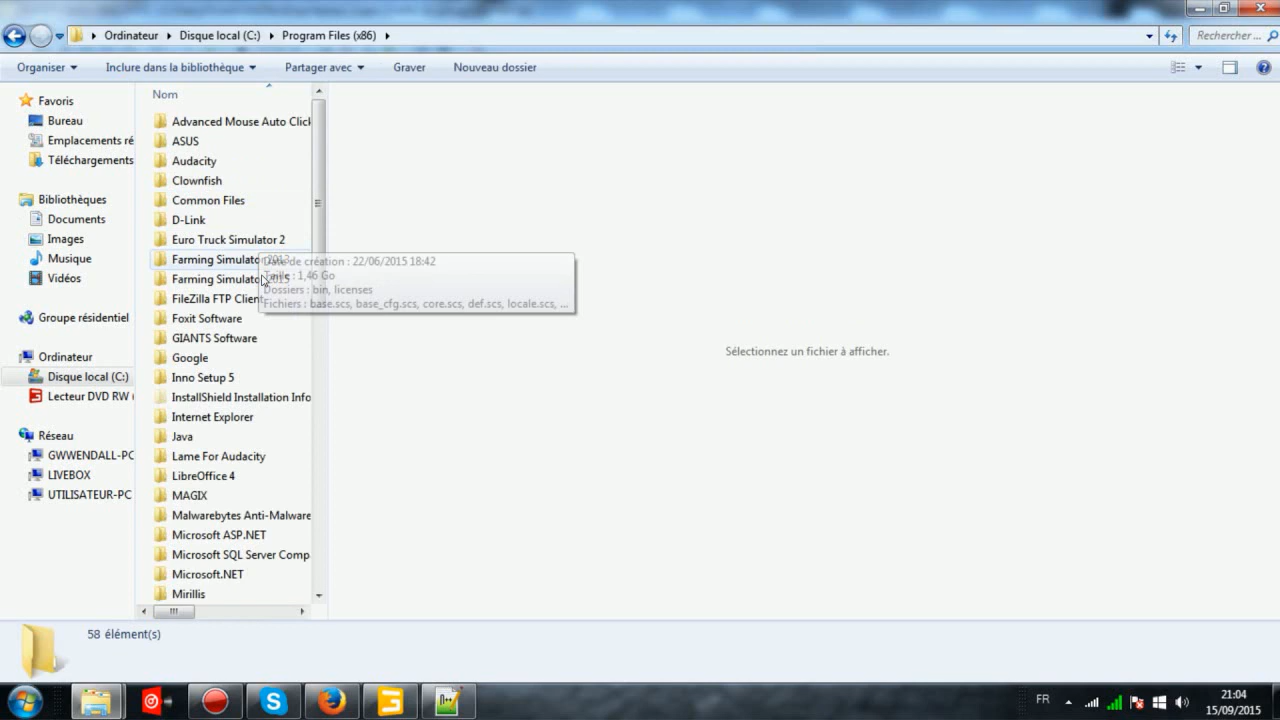 Ordinateur Disque local (C:) Program Files (x86)
Rechercher ...
Organiser Inclure dans la bibliothèque Partager avec Graver Nouveau dossier
Favoris
Bureau
Emplacements ré
Téléchargements
Bibliothèques
Documents
Images
Musique
Vidéos
Groupe résidentiel
Ordinateur
Disque local (C:)
Lecteur DVD RW (
Réseau
GWWENDALL-PC
LIVEBOX
UTILISATEUR-PC
Nom
Advanced Mouse Auto Click
ASUS
Audacity
Clownfish
Common Files
D-Link
Euro Truck Simulator 2
Farming Simulator 2013
Farming Simulator 2015
FileZilla FTP Client
Foxit Software
GIANTS Software
Google
Inno Setup 5
InstallShield Installation Info
Internet Explorer
Java
Lame For Audacity
LibreOffice 4
MAGIX
Malwarebytes Anti-Malware
Microsoft ASP.NET
Microsoft SQL Server Comp
Microsoft.NET
Mirillis
Date de création : 22/06/2015 18:42
Taille : 1,46 Go
Dossiers : bin, licenses
Fichiers : base.scs, base_cfg.scs, core.scs, def.scs, locale.scs, ...
Sélectionnez un fichier à afficher.
58 élément(s)
FR
21:04
15/09/2015